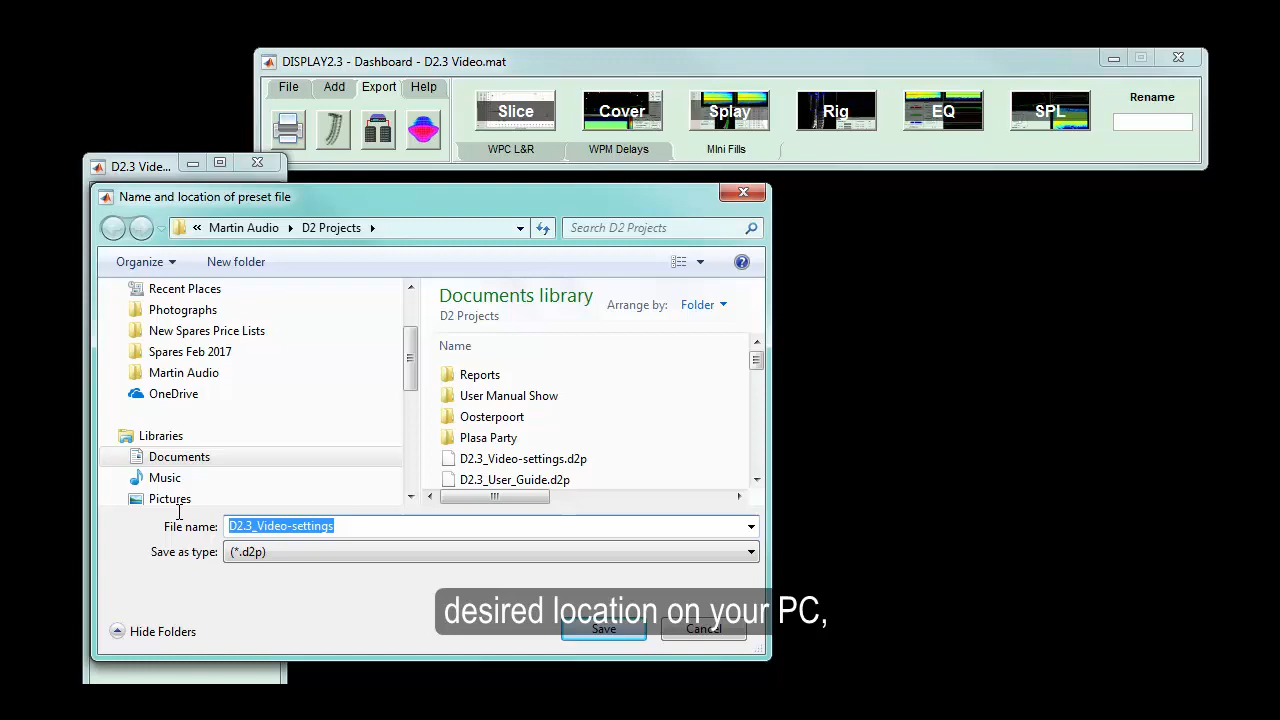 DISPLAY2.3 - Dashboard - D2.3 Video.mat
File Add Export Help
Slice Cover Splay Rig EQ SPL
Rename
WPC L&R WPM Delays MIni Fills
D2.3 Vide...
Name and location of preset file
« Martin Audio D2 Projects
Search D2 Projects
Organize New folder
Recent Places
Photographs
New Spares Price Lists
Spares Feb 2017
Martin Audio
OneDrive
Libraries
Documents
Music
Pictures
Documents library
D2 Projects
Arrange by: Folder
Name
Reports
User Manual Show
Oosterpoort
Plasa Party
D2.3_Video-settings.d2p
D2.3_User_Guide.d2p
File name: D2.3_Video-settings
Save as type: (*.d2p)
desired location on your PC,
Hide Folders
Save Cancel